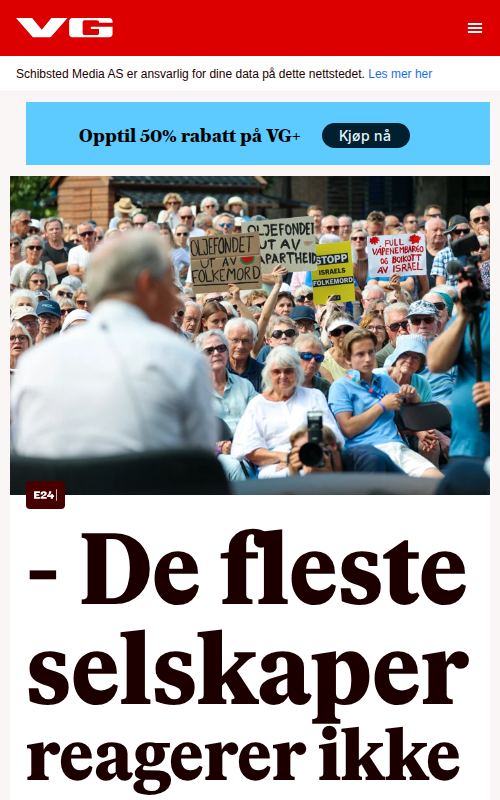 VG
Schibsted Media AS er ansvarlig for dine data på dette nettstedet. Les mer her
Opptil 50% rabatt på VG+ Kjøp nå
OLJEFONDET
UT AV
FOLKEMORD
OLJEFONDET
UT AV
APARTHEID
STOPP
ISRAELS
FOLKEMORD
FULL
VÅPENEMBARGO
OG BOIKOTT
AV ISRAEL
E24
- De fleste
selskaper
reagerer ikke